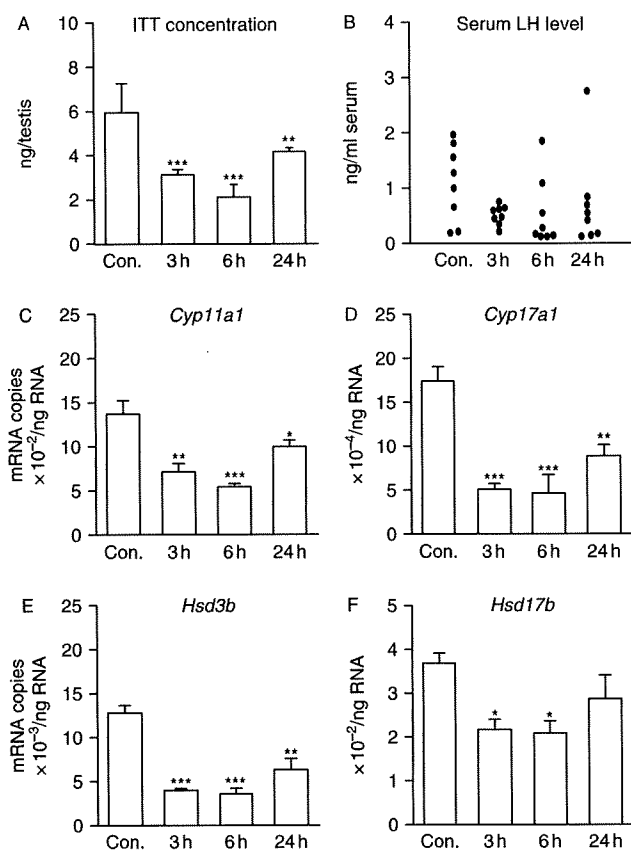 A ITT concentration
ng/testis
10
8
6
4
2
0
*** *** **
Con. 3 h 6 h 24 h
B Serum LH level
ng/ml serum
4
3
2
1
0
Con. 3 h 6 h 24 h
C Cyp11a1
mRNA copies
×10⁻²/ng RNA
25
20
15
10
5
0
** *** *
Con. 3 h 6 h 24 h
D Cyp17a1
×10⁻⁴/ng RNA
25
20
15
10
5
0
*** *** **
Con. 3 h 6 h 24 h
E Hsd3b
mRNA copies
×10⁻³/ng RNA
25
20
15
10
5
0
*** *** **
Con. 3 h 6 h 24 h
F Hsd17b
×10⁻²/ng RNA
5
4
3
2
1
0
* *
Con. 3 h 6 h 24 h